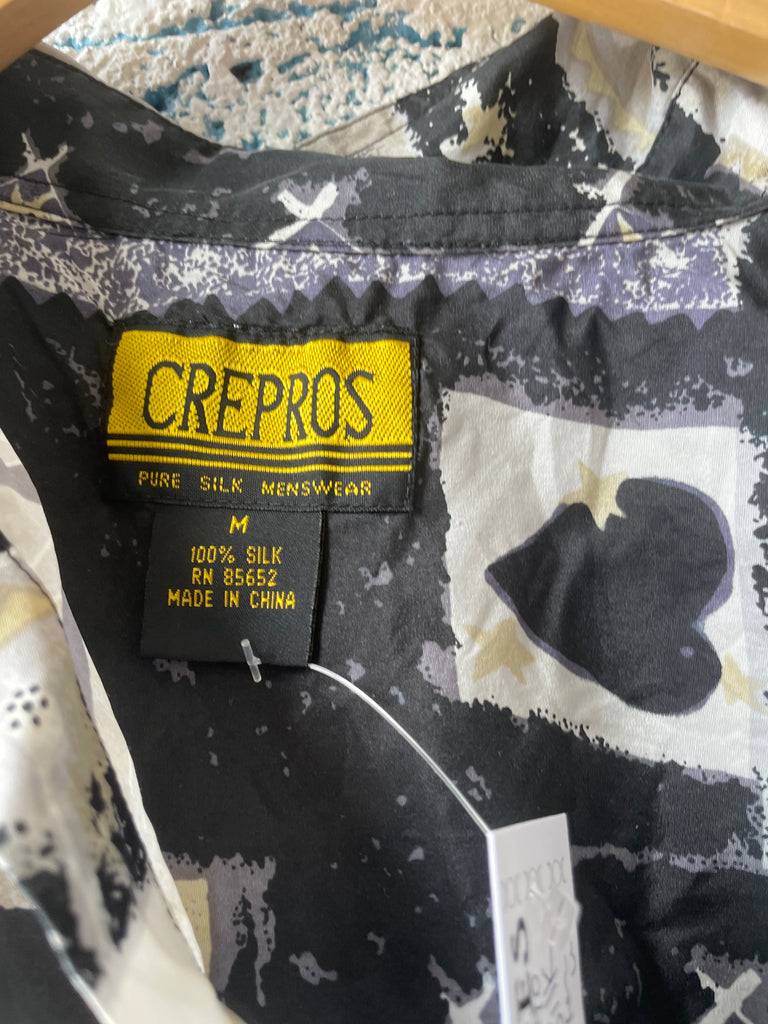 CREPROS
PURE SILK MENSWEAR
M
100% SILK
RN 85652
MADE IN CHINA